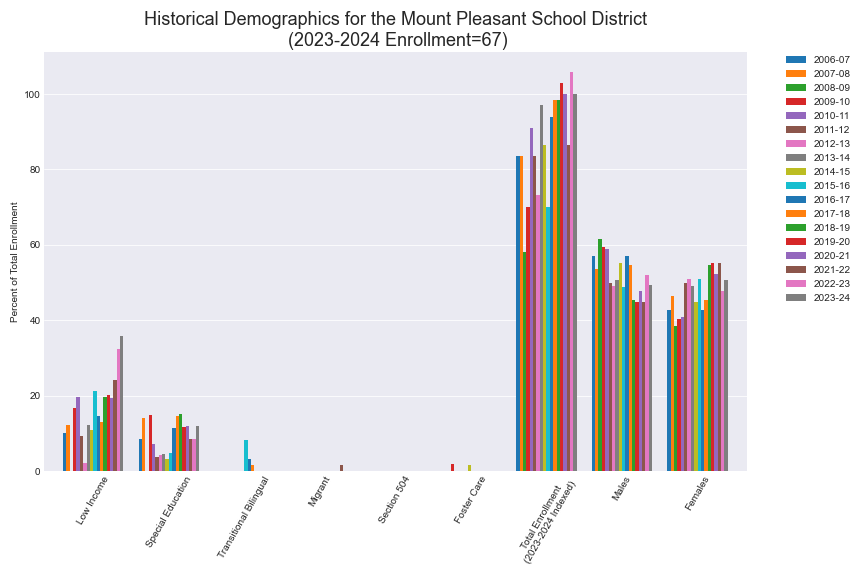 Historical Demographics for the Mount Pleasant School District
(2023-2024 Enrollment=67)
Percent of Total Enrollment
100
80
60
40
20
0
Low Income
Special Education
Transitional Bilingual
Migrant
Section 504
Foster Care
Total Enrollment
(2023-2024 Indexed)
Males
Females
2006-07
2007-08
2008-09
2009-10
2010-11
2011-12
2012-13
2013-14
2014-15
2015-16
2016-17
2017-18
2018-19
2019-20
2020-21
2021-22
2022-23
2023-24